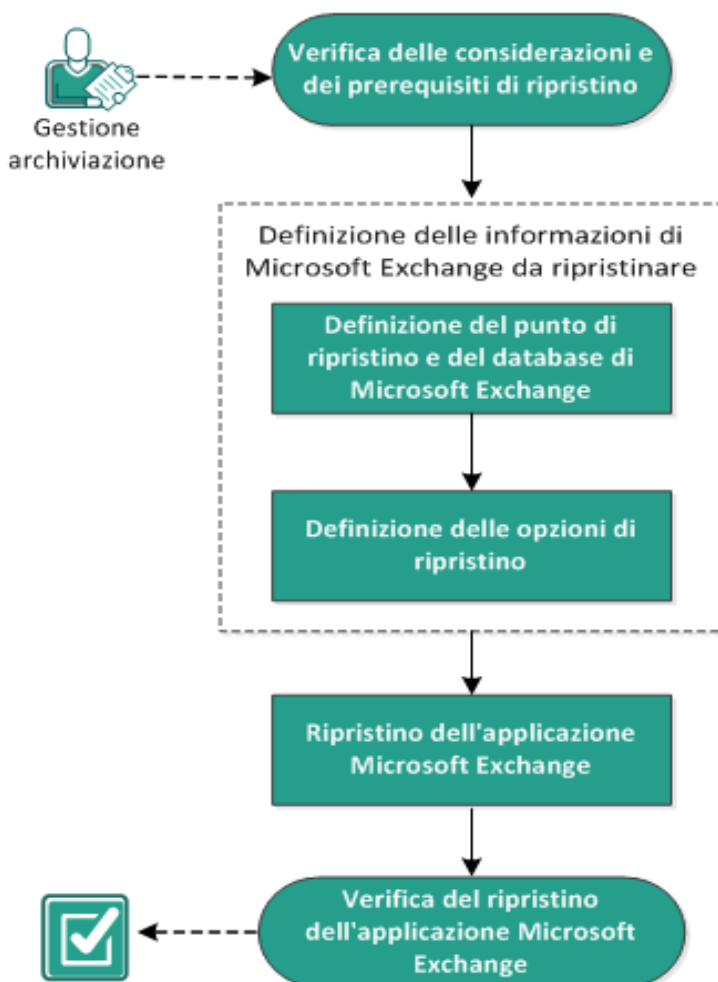 Verifica delle considerazioni e
dei prerequisiti di ripristino
Gestione
archiviazione
Definizione delle informazioni di
Microsoft Exchange da ripristinare
Definizione del punto di
ripristino e del database di
Microsoft Exchange
Definizione delle opzioni di
ripristino
Ripristino dell'applicazione
Microsoft Exchange
Verifica del ripristino
dell'applicazione Microsoft
Exchange